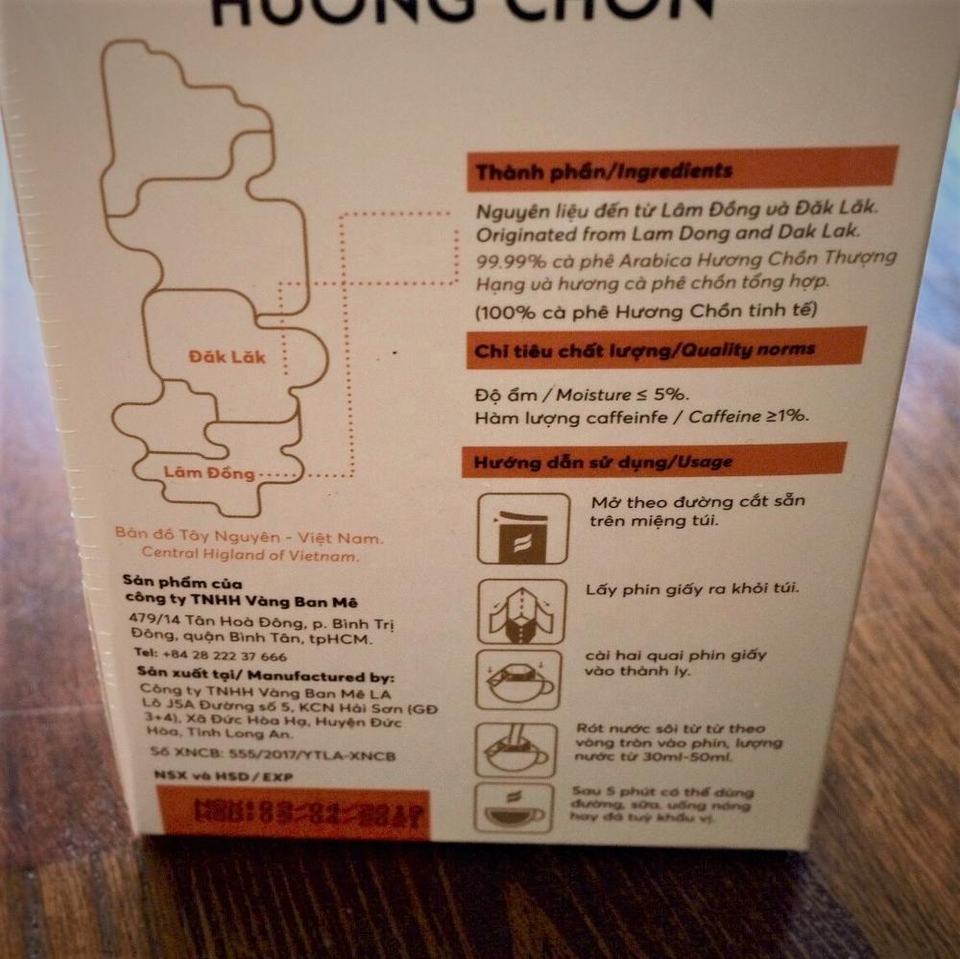 HƯƠNG CHỒN
Thành phần/Ingredients
Nguyên liệu đến từ Lâm Đồng và Đăk Lăk.
Originated from Lam Dong and Dak Lak.
99.99% cà phê Arabica Hương Chồn Thượng
Hạng và hương cà phê chồn tổng hợp.
(100% cà phê Hương Chồn tinh tế)
Chỉ tiêu chất lượng/Quality norms
Độ ẩm / Moisture ≤ 5%.
Hàm lượng caffeinfe / Caffeine ≥1%.
Hướng dẫn sử dụng/Usage
Mở theo đường cắt sẵn
trên miệng túi.
Lấy phin giấy ra khỏi túi.
cài hai quai phin giấy
vào thành ly.
Rót nước sôi từ từ theo
vòng tròn vào phin, lượng
nước từ 30ml-50ml.
Sau 5 phút có thể dùng
đường, sữa, uống nóng
hay đá tuỳ khẩu vị.
Đăk Lăk
Lâm Đồng
Bản đồ Tây Nguyên - Việt Nam.
Central Higland of Vietnam.
Sản phẩm của
công ty TNHH Vàng Ban Mê
479/14 Tân Hoà Đông, p. Bình Trị
Đông, quận Bình Tân, tpHCM.
Tel: +84 28 222 37 666
Sản xuất tại/ Manufactured by:
Công ty TNHH Vàng Ban Mê LA
Lô J5A Đường số 5, KCN Hải Sơn (GĐ
3+4), Xã Đức Hòa Hạ, Huyện Đức
Hòa, Tỉnh Long An.
Số XNCB: 555/2017/YTLA-XNCB
NSX và HSD/EXP